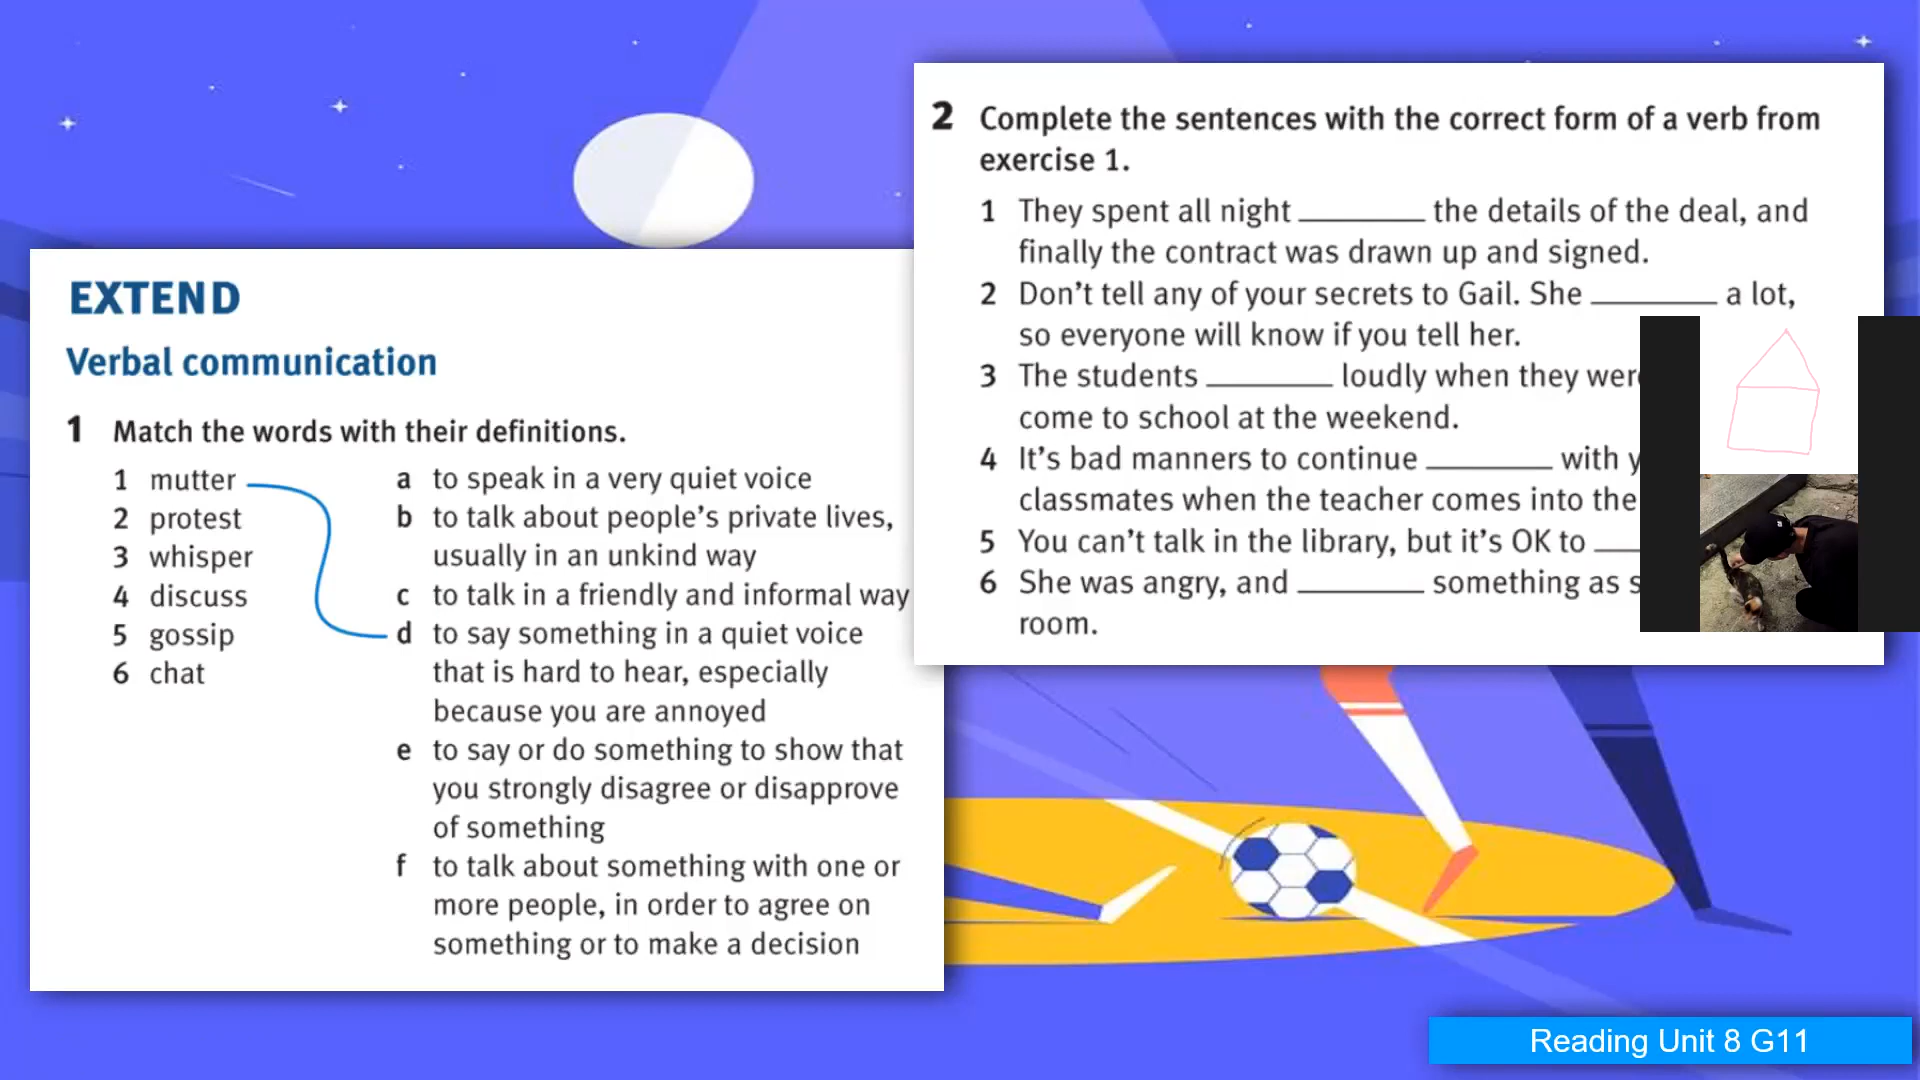 EXTEND
Verbal communication
1 Match the words with their definitions.
1 mutter
2 protest
3 whisper
4 discuss
5 gossip
6 chat
a to speak in a very quiet voice
b to talk about people's private lives,
usually in an unkind way
c to talk in a friendly and informal way
d to say something in a quiet voice
that is hard to hear, especially
because you are annoyed
e to say or do something to show that
you strongly disagree or disapprove
of something
f to talk about something with one or
more people, in order to agree on
something or to make a decision
2 Complete the sentences with the correct form of a verb from
exercise 1.
1 They spent all night ________ the details of the deal, and
finally the contract was drawn up and signed.
2 Don't tell any of your secrets to Gail. She ________ a lot,
so everyone will know if you tell her.
3 The students ________ loudly when they
come to school at the weekend.
4 It's bad manners to continue ________ with
classmates when the teacher comes into the
5 You can't talk in the library, but it's OK to ___
6 She was angry, and ________ something as
room.
Reading Unit 8 G11